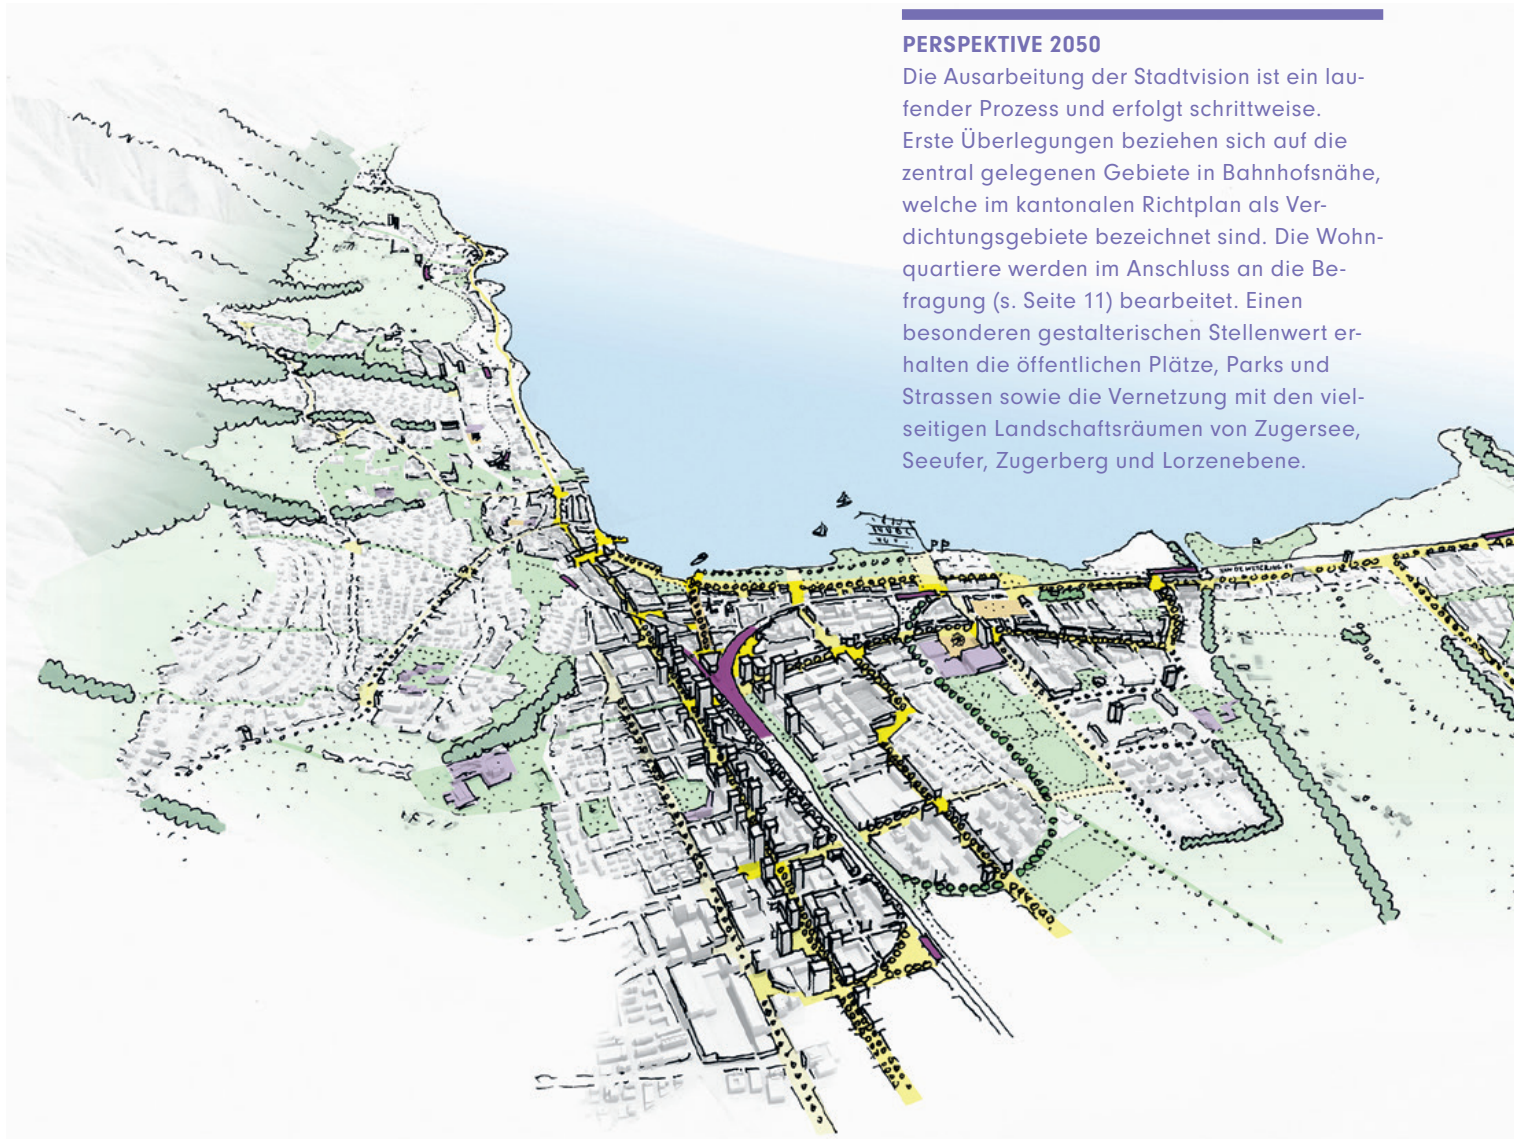 PERSPEKTIVE 2050
Die Ausarbeitung der Stadtvision ist ein lau-
fender Prozess und erfolgt schrittweise.
Erste Überlegungen beziehen sich auf die
zentral gelegenen Gebiete in Bahnhofsnähe,
welche im kantonalen Richtplan als Ver-
dichtungsgebiete bezeichnet sind. Die Wohn-
quartiere werden im Anschluss an die Be-
fragung (s. Seite 11) bearbeitet. Einen
besonderen gestalterischen Stellenwert er-
halten die öffentlichen Plätze, Parks und
Strassen sowie die Vernetzung mit den viel-
seitigen Landschaftsräumen von Zugersee,
Seeufer, Zugerberg und Lorzenebene.